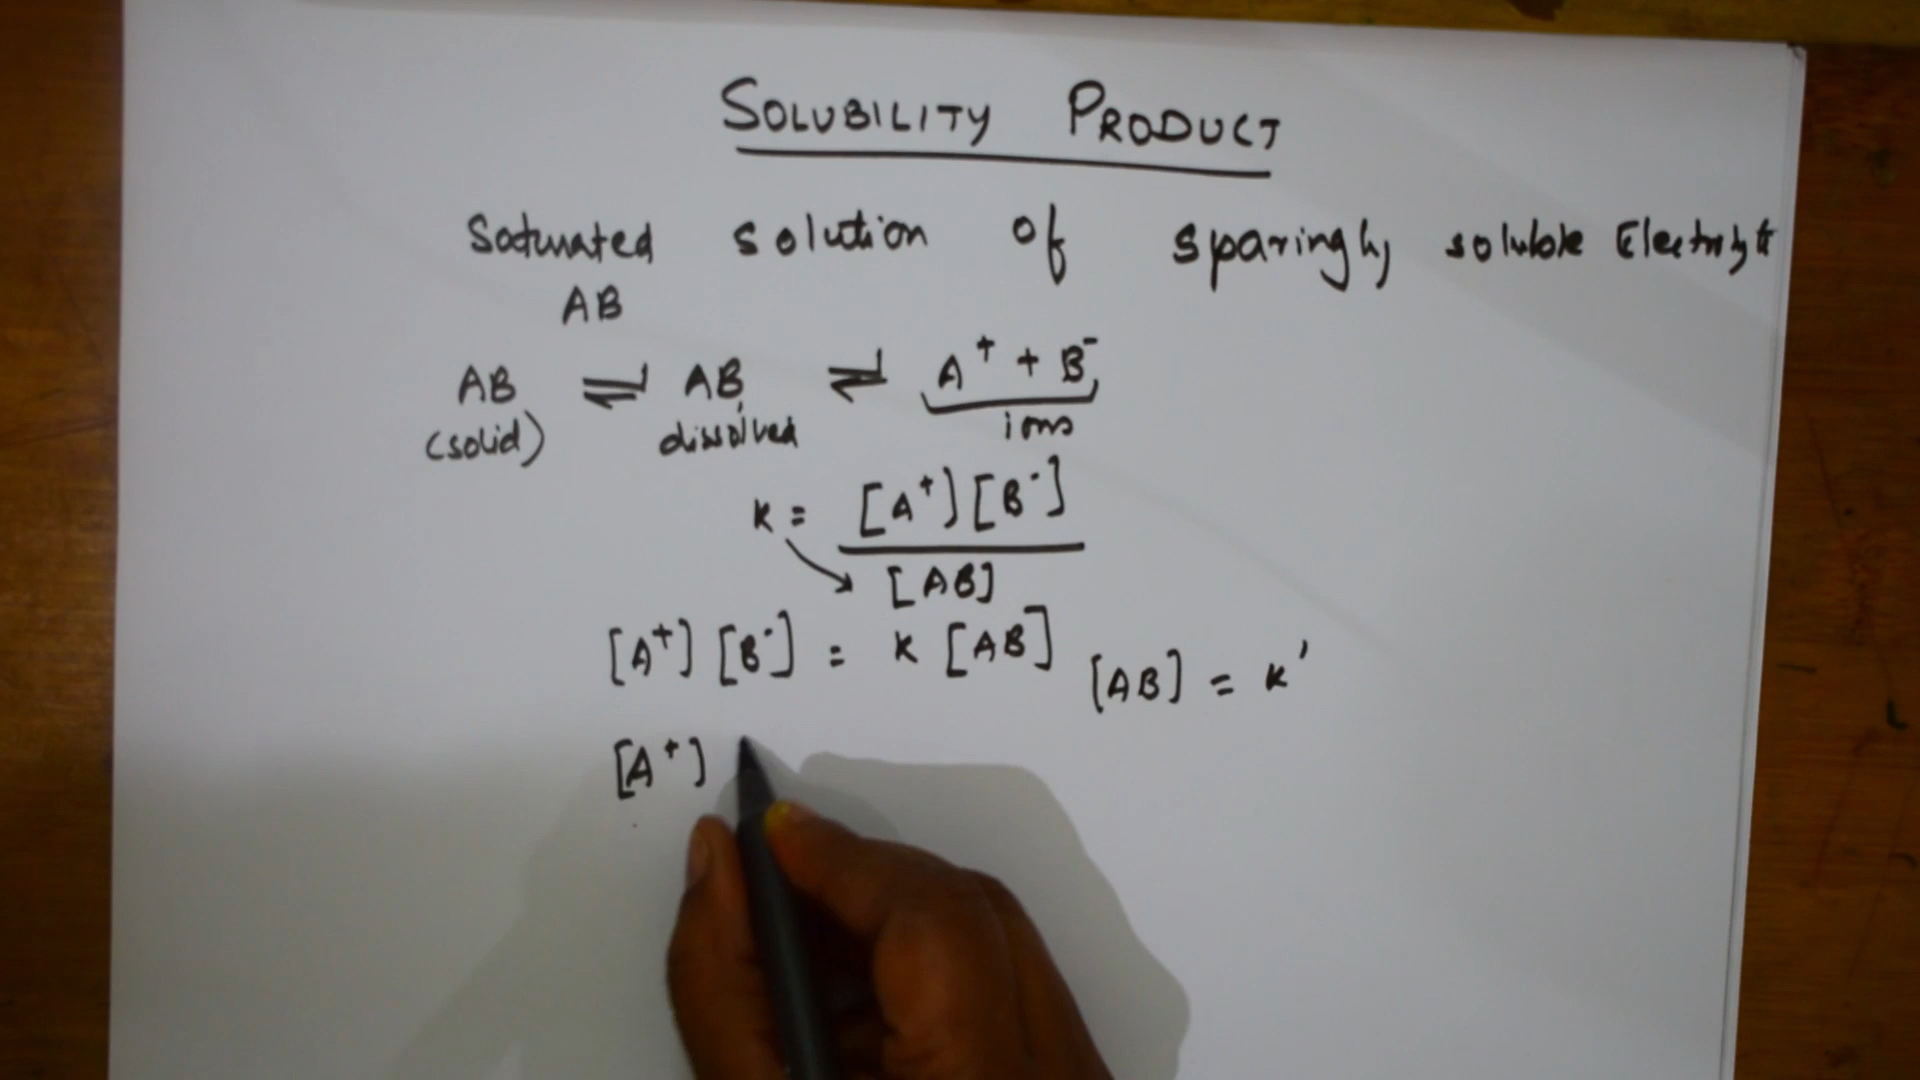 SOLUBILITY PRODUCT
Saturated solution of sparingly soluble Electrolyte
AB
AB ⇌ AB ⇌ A⁺ + B⁻
(solid) dissolved ions
K = [A⁺][B⁻]
[AB]
[A⁺][B⁻] = K [AB] [AB] = K'
[A⁺]